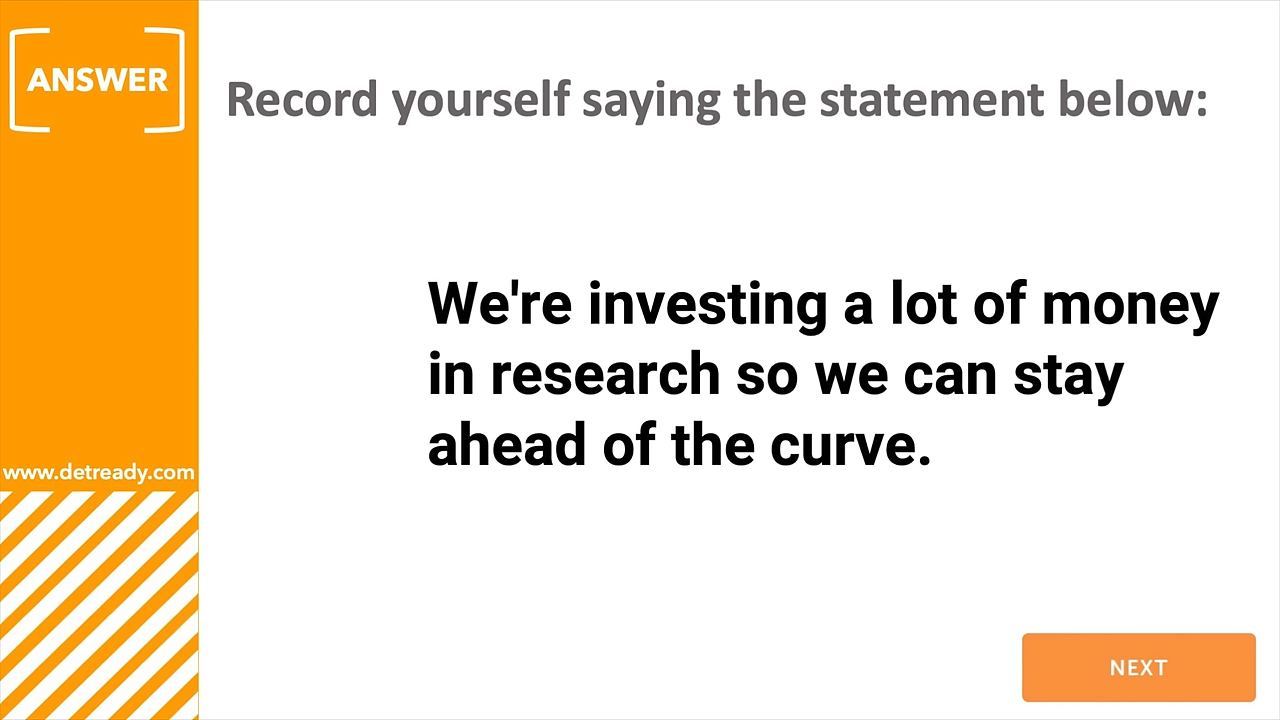 ANSWER
Record yourself saying the statement below:
We're investing a lot of money
in research so we can stay
ahead of the curve.
www.detready.com
NEXT